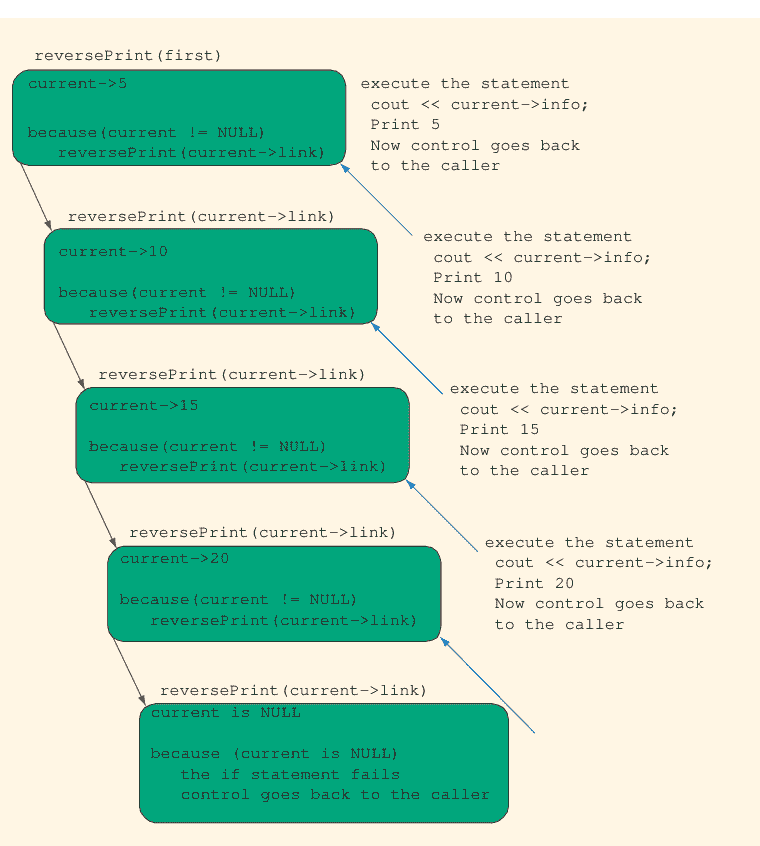 reversePrint(first)
current->5
because(current != NULL)
reversePrint(current->link)
execute the statement
cout << current->info;
Print 5
Now control goes back
to the caller
reversePrint(current->link)
current->10
because(current != NULL)
reversePrint(current->link)
execute the statement
cout << current->info;
Print 10
Now control goes back
to the caller
reversePrint(current->link)
current->15
because(current != NULL)
reversePrint(current->link)
execute the statement
cout << current->info;
Print 15
Now control goes back
to the caller
reversePrint(current->link)
current->20
because(current != NULL)
reversePrint(current->link)
execute the statement
cout << current->info;
Print 20
Now control goes back
to the caller
reversePrint(current->link)
current is NULL
because (current is NULL)
the if statement fails
control goes back to the caller